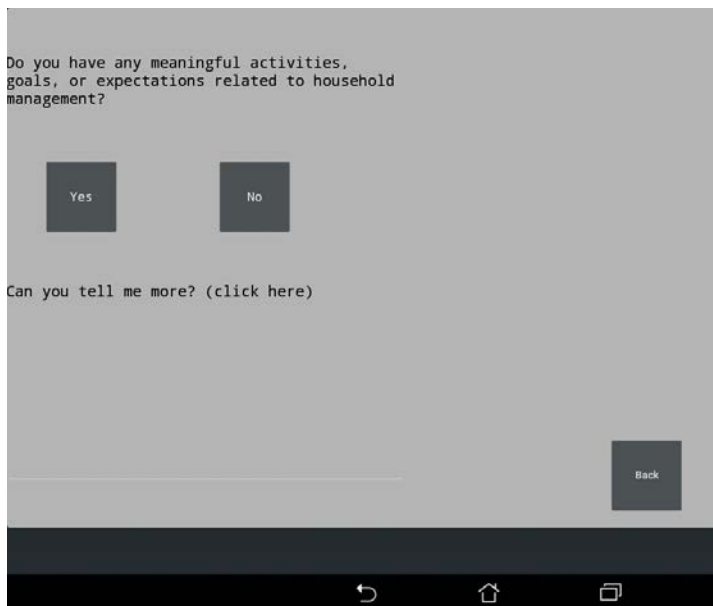 Do you have any meaningful activities,
goals, or expectations related to household
management?
Yes
No
Can you tell me more? (click here)
Back